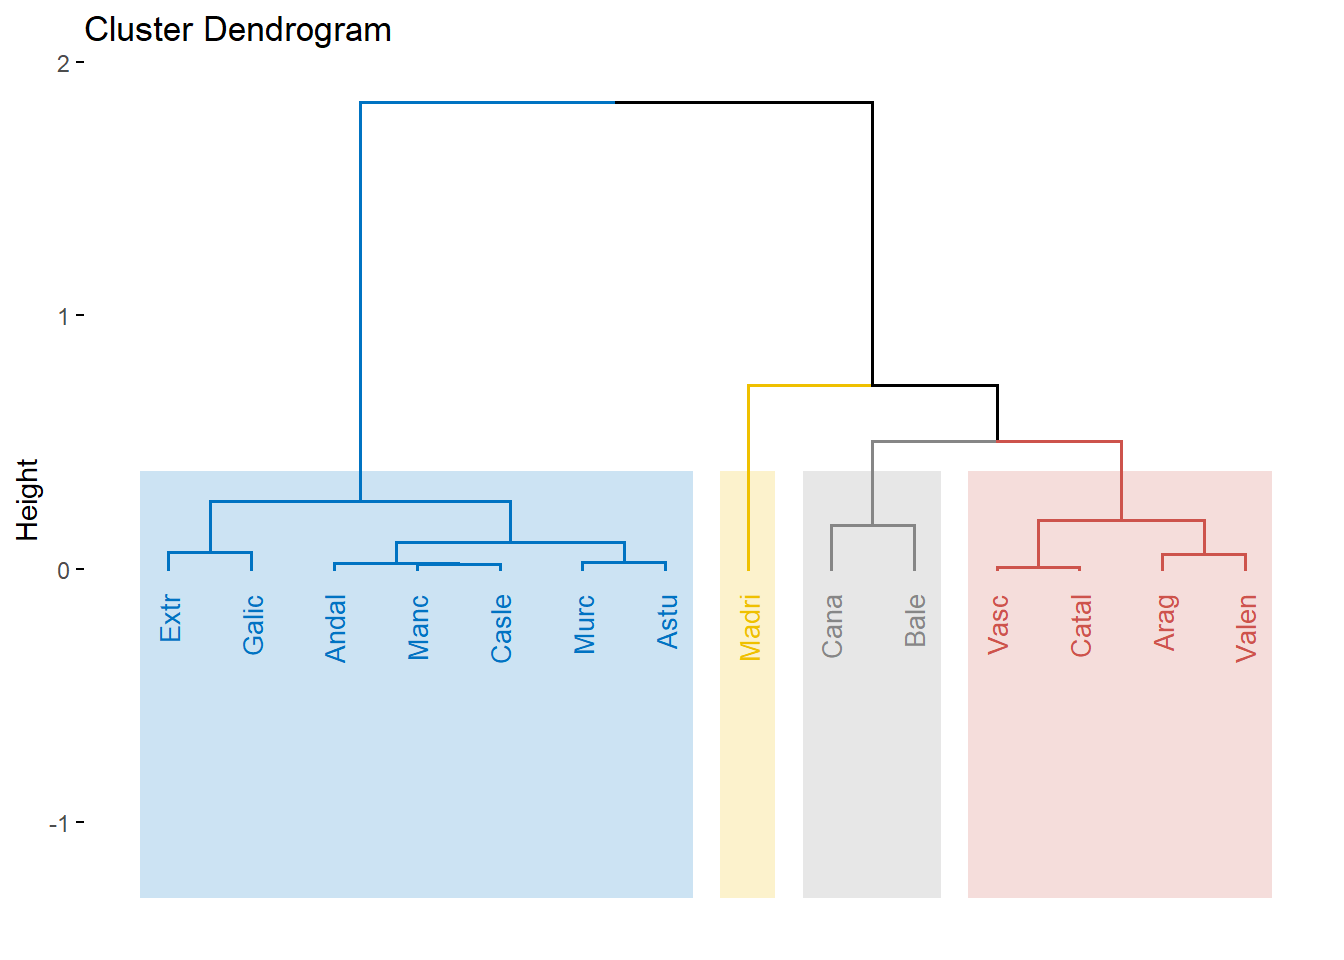 Cluster Dendrogram
2
1
0
-1
Height
Extr
Galic
Andal
Manc
Casle
Murc
Astu
Madri
Cana
Bale
Vasc
Catal
Arag
Valen